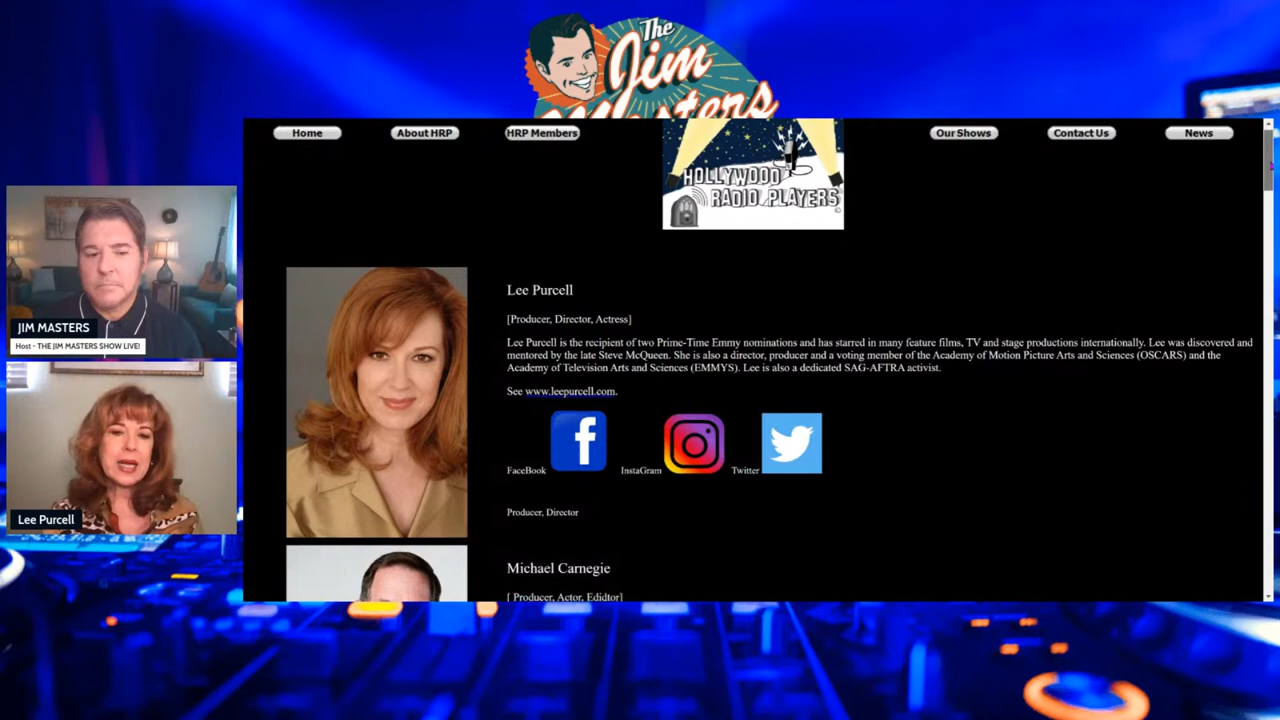 The
Jim
Masters
Home
About HRP
HRP Members
Our Shows
Contact Us
News
HOLLYWOOD
RADIO PLAYERS
JIM MASTERS
Host - THE JIM MASTERS SHOW LIVE!
Lee Purcell
Lee Purcell
[Producer, Director, Actress]
Lee Purcell is the recipient of two Prime-Time Emmy nominations and has starred in many feature films, TV and stage productions internationally. Lee was discovered and
mentored by the late Steve McQueen. She is also a director, producer and a voting member of the Academy of Motion Picture Arts and Sciences (OSCARS) and the
Academy of Television Arts and Sciences (EMMYS). Lee is also a dedicated SAG-AFTRA activist.
See www.leepurcell.com.
FaceBook InstaGram Twitter
Producer, Director
Michael Carnegie
[ Producer, Actor, Edidtor]